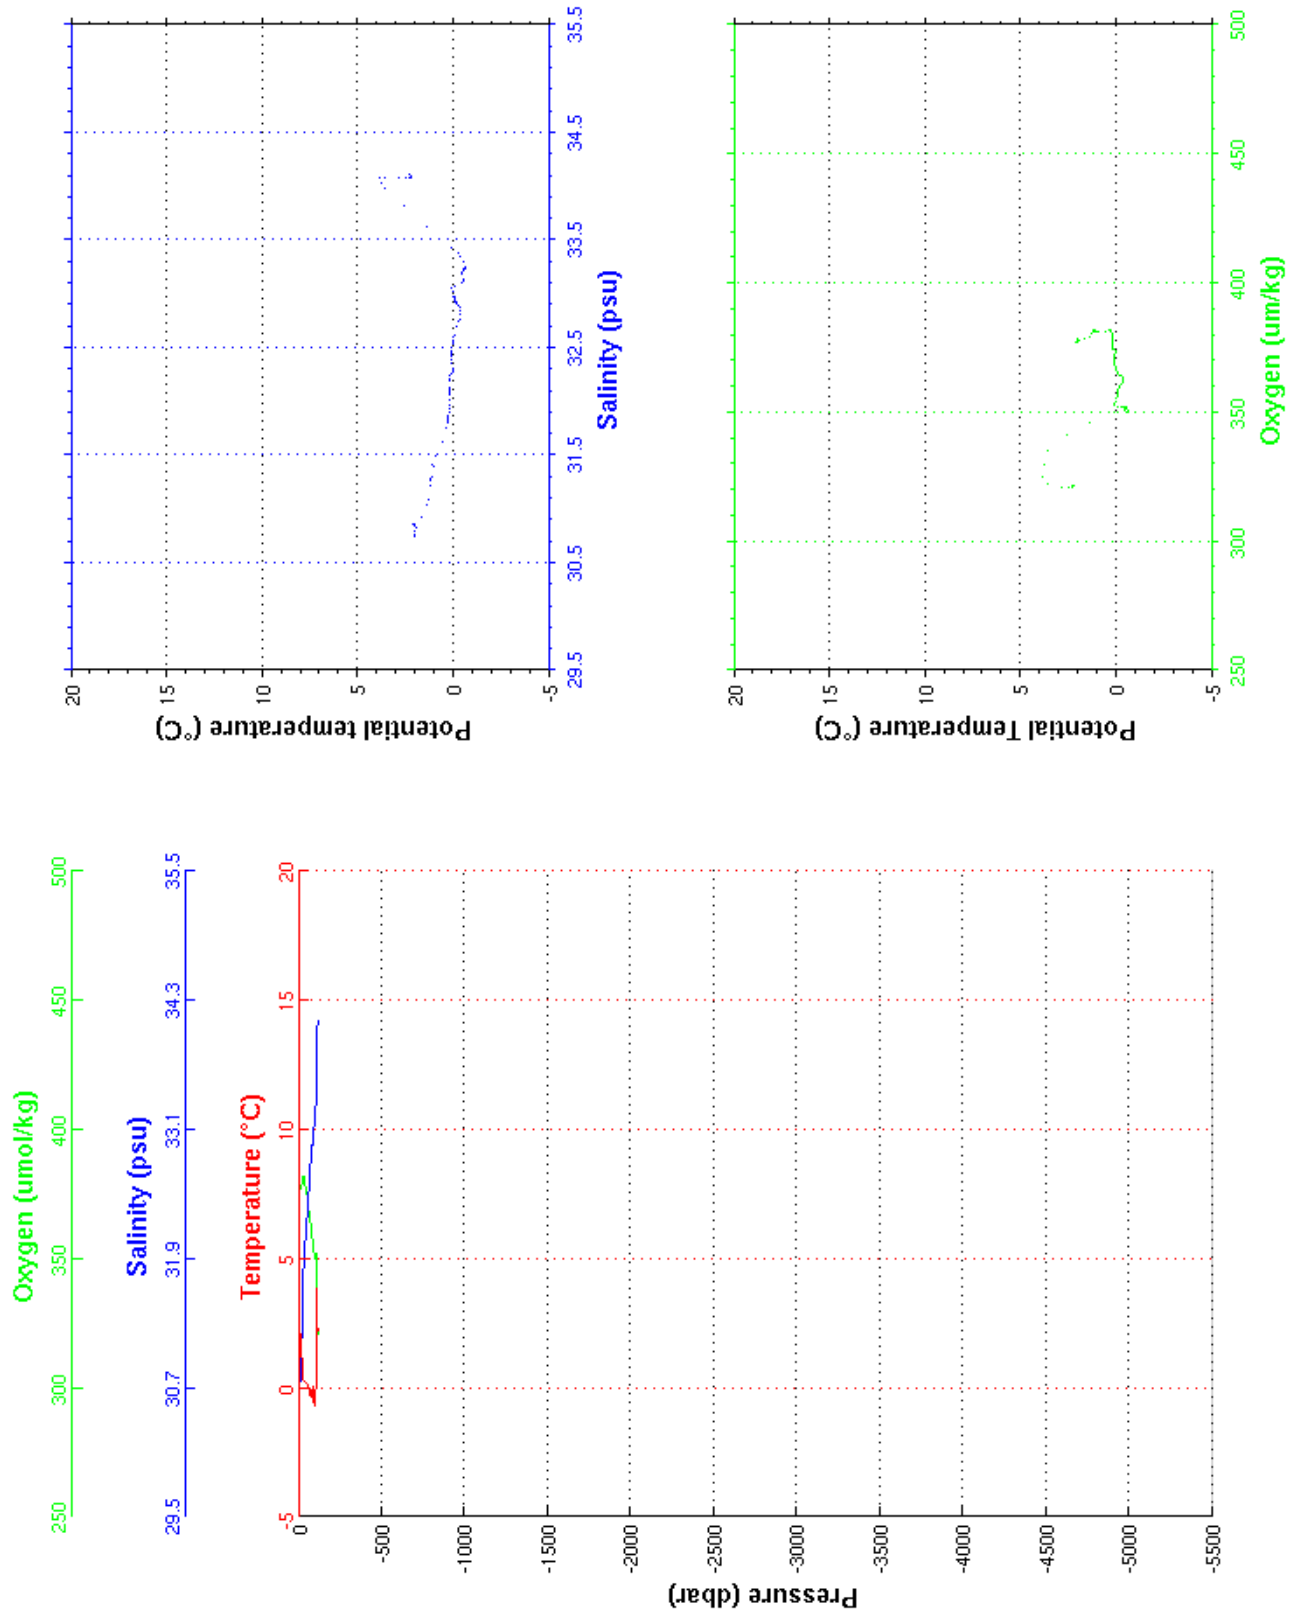 Oxygen (umol/kg)
250 300 350 400 450 500
Salinity (psu)
29.5 30.7 31.9 33.1 34.3 35.5
Temperature (°C)
-5 0 5 10 15 20
0
-500
-1000
-1500
-2000
-2500
-3000
-3500
-4000
-4500
-5000
-5500
Pressure (dbar)
20
15
10
5
0
-5
Potential temperature (°C)
29.5 30.5 31.5 32.5 33.5 34.5 35.5
Salinity (psu)
20
15
10
5
0
-5
Potential Temperature (°C)
250 300 350 400 450 500
Oxygen (um/kg)